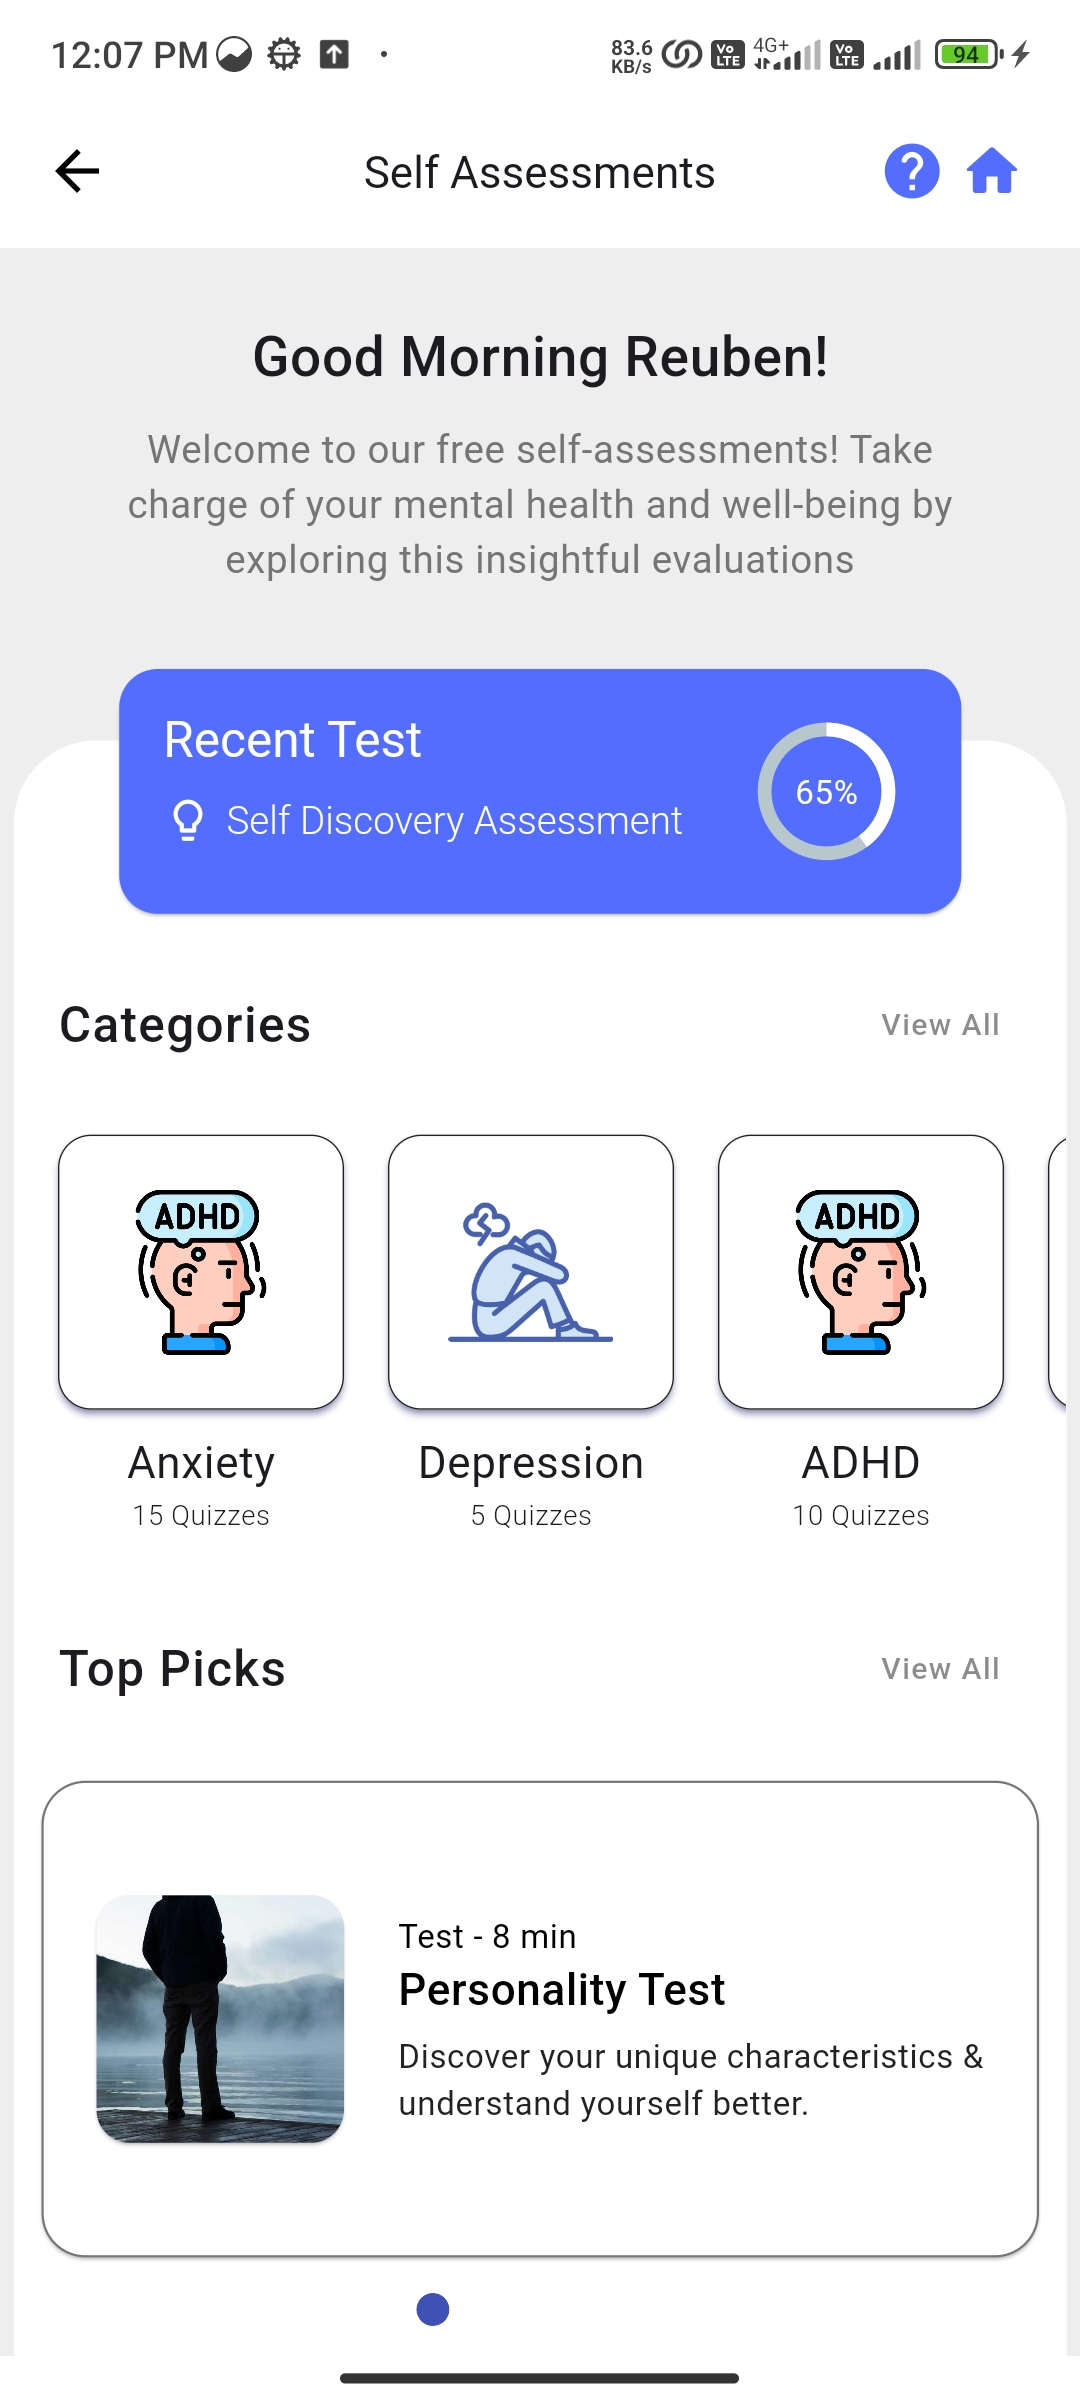 12:07 PM
83.6
KB/s
Vo
LTE
4G+
Vo
LTE
94
Self Assessments
Good Morning Reuben!
Welcome to our free self-assessments! Take
charge of your mental health and well-being by
exploring this insightful evaluations
Recent Test
Self Discovery Assessment
65%
Categories
View All
ADHD
ADHD
Anxiety
Depression
ADHD
15 Quizzes
5 Quizzes
10 Quizzes
Top Picks
View All
Test - 8 min
Personality Test
Discover your unique characteristics &
understand yourself better.